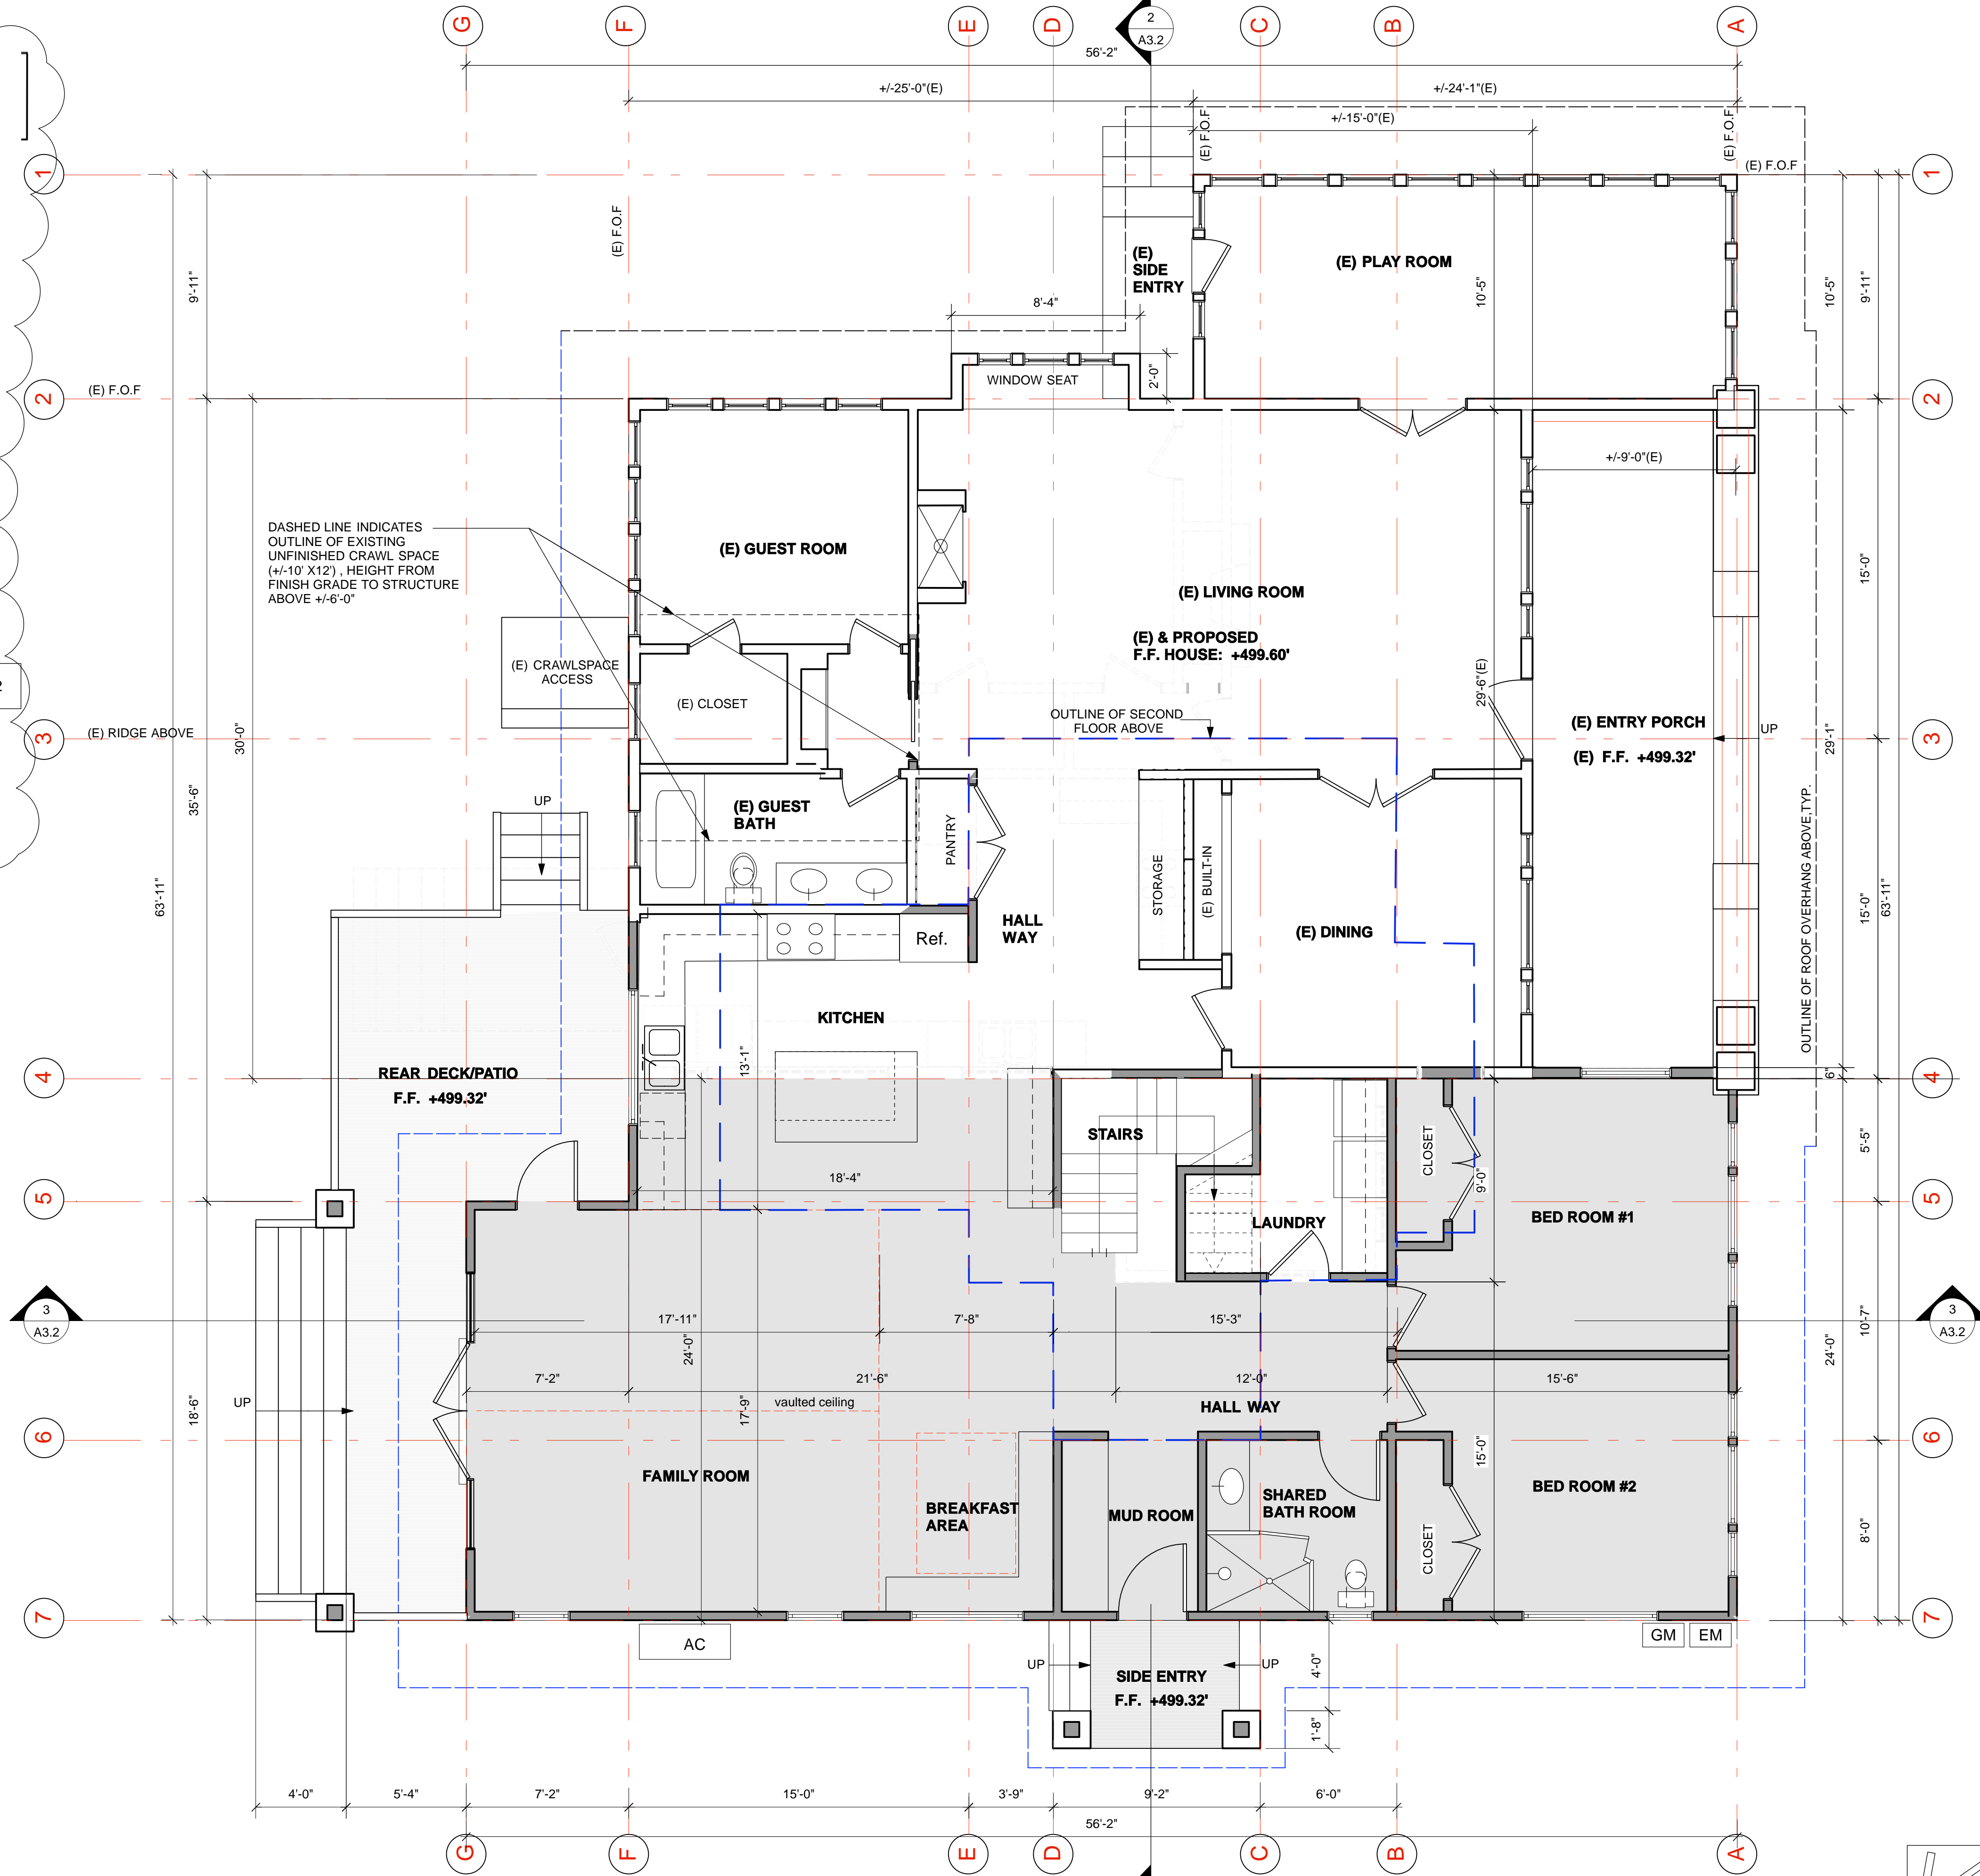 G
F
E
D
2
A3.2
C
B
A
56'-2"
+/-25'-0"(E)
+/-24'-1"(E)
+/-15'-0"(E)
(E) F.O.F
(E) F.O.F
(E) F.O.F
(E) F.O.F
1
1
9'-11"
(E)
SIDE
ENTRY
(E) PLAY ROOM
10'-5"
10'-5"
9'-11"
8'-4"
2'-0"
WINDOW SEAT
2
(E) F.O.F
2
+/-9'-0"(E)
DASHED LINE INDICATES
OUTLINE OF EXISTING
UNFINISHED CRAWL SPACE
(+/-10' X12') , HEIGHT FROM
FINISH GRADE TO STRUCTURE
ABOVE +/-6'-0"
(E) GUEST ROOM
(E) LIVING ROOM
(E) & PROPOSED
F.F. HOUSE:  +499.60'
15'-0"
(E) CRAWLSPACE
ACCESS
(E) CLOSET
29'-6"(E)
OUTLINE OF SECOND
FLOOR ABOVE
(E) ENTRY PORCH
(E)  F.F.  +499.32'
UP
29'-1"
3
(E) RIDGE ABOVE
30'-0"
3
35'-6"
63'-11"
UP
(E) GUEST
BATH
PANTRY
STORAGE
(E) BUILT-IN
OUTLINE OF ROOF OVERHANG ABOVE,TYP.
15'-0"
63'-11"
Ref.
HALL
WAY
(E) DINING
KITCHEN
13'-1"
4
REAR  DECK/PATIO
F.F.  +499.32'
6"
4
STAIRS
CLOSET
5'-5"
18'-4"
9'-0"
5
LAUNDRY
BED ROOM #1
5
3
A3.2
17'-11"
7'-8"
15'-3"
10'-7"
3
A3.2
24'-0"
24'-0"
7'-2"
21'-6"
12'-0"
15'-6"
UP
18'-6"
vaulted ceiling
17'-9"
HALL  WAY
6
15'-0"
6
FAMILY ROOM
BREAKFAST
AREA
MUD ROOM
SHARED
BATH ROOM
CLOSET
BED ROOM #2
8'-0"
7
7
AC
GM
EM
UP
SIDE ENTRY
F.F.  +499.32'
UP
4'-0"
1'-8"
4'-0"
5'-4"
7'-2"
15'-0"
3'-9"
9'-2"
6'-0"
56'-2"
G
F
E
D
C
B
A